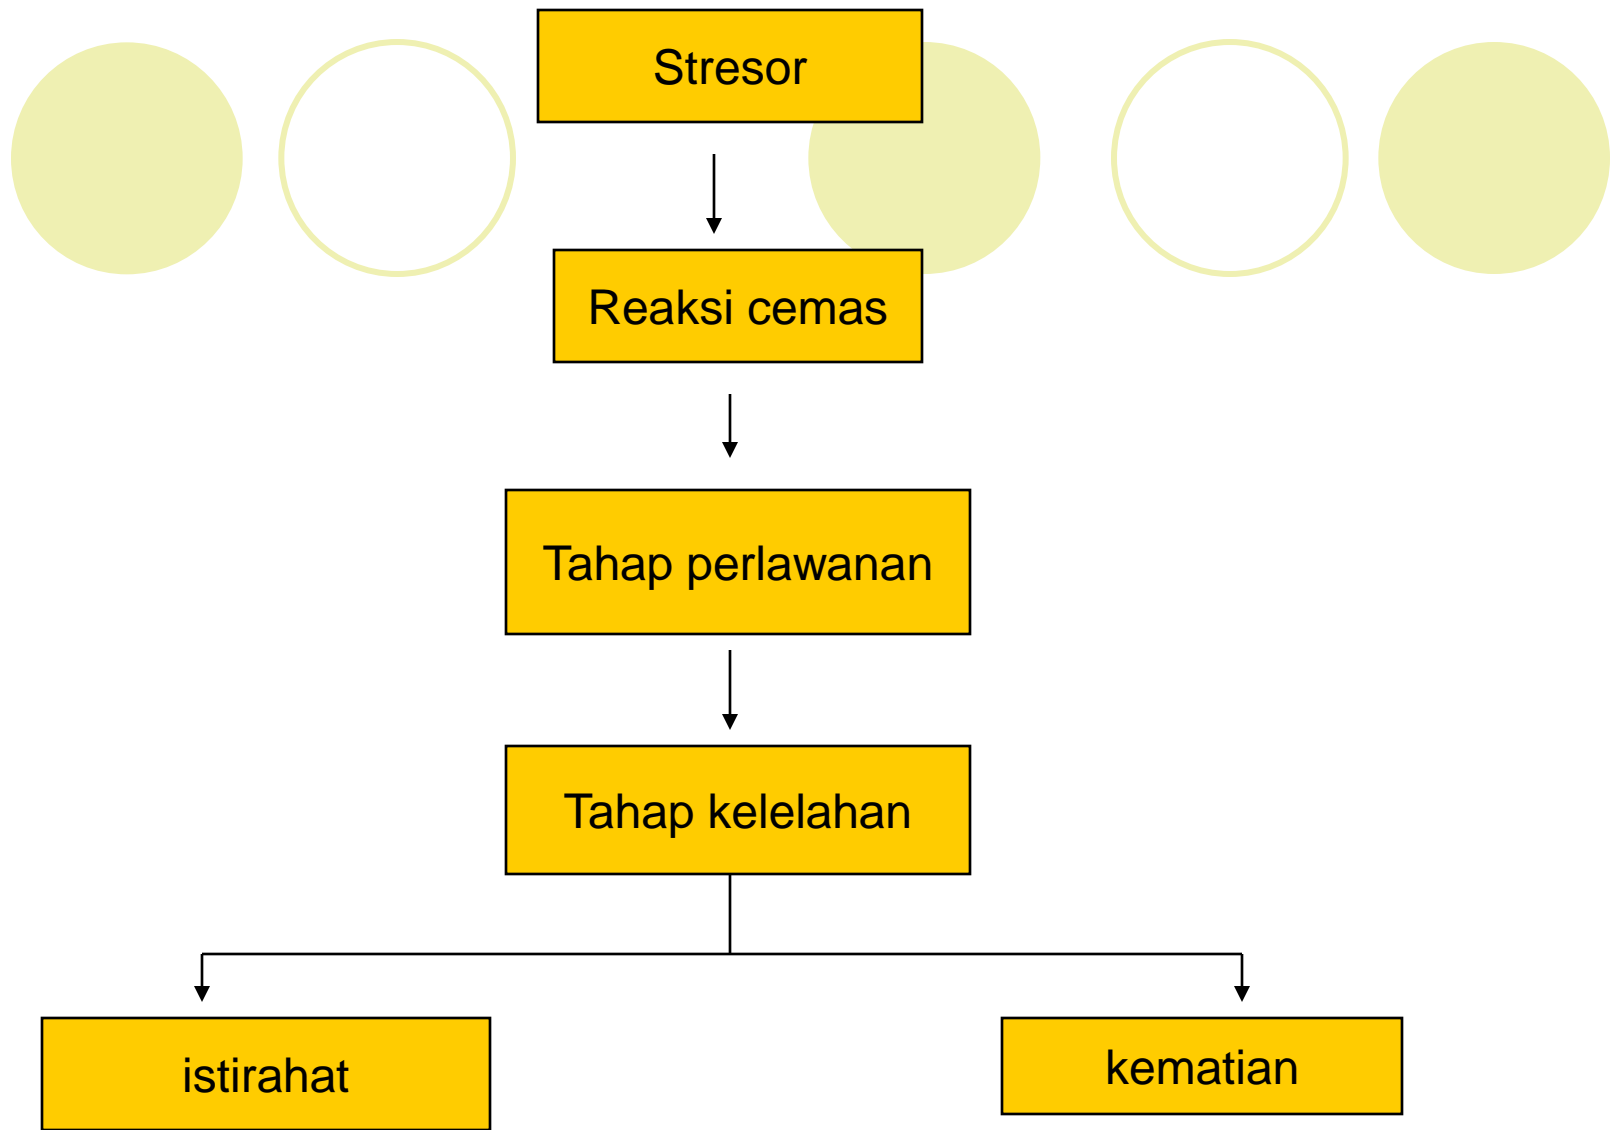 Stresor
Reaksi cemas
Tahap perlawanan
Tahap kelelahan
istirahat
kematian